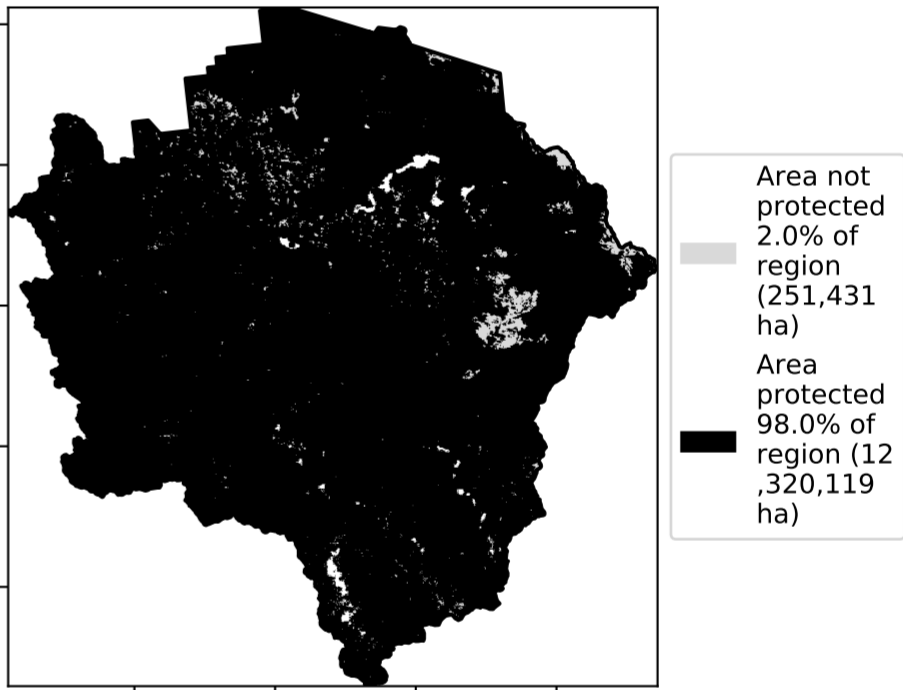 Area not
protected
2.0% of
region
(251,431
ha)
Area
protected
98.0% of
region (12
,320,119
ha)